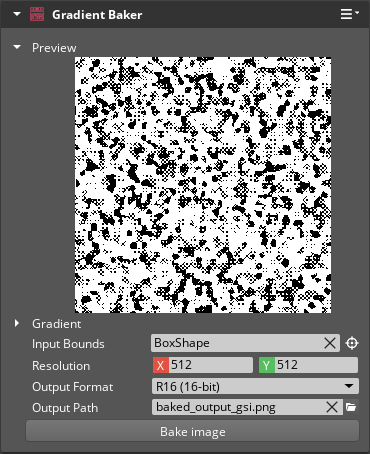 Gradient Baker
Preview
Gradient
Input Bounds BoxShape
Resolution X 512 Y 512
Output Format R16 (16-bit)
Output Path baked_output_gsi.png
Bake image